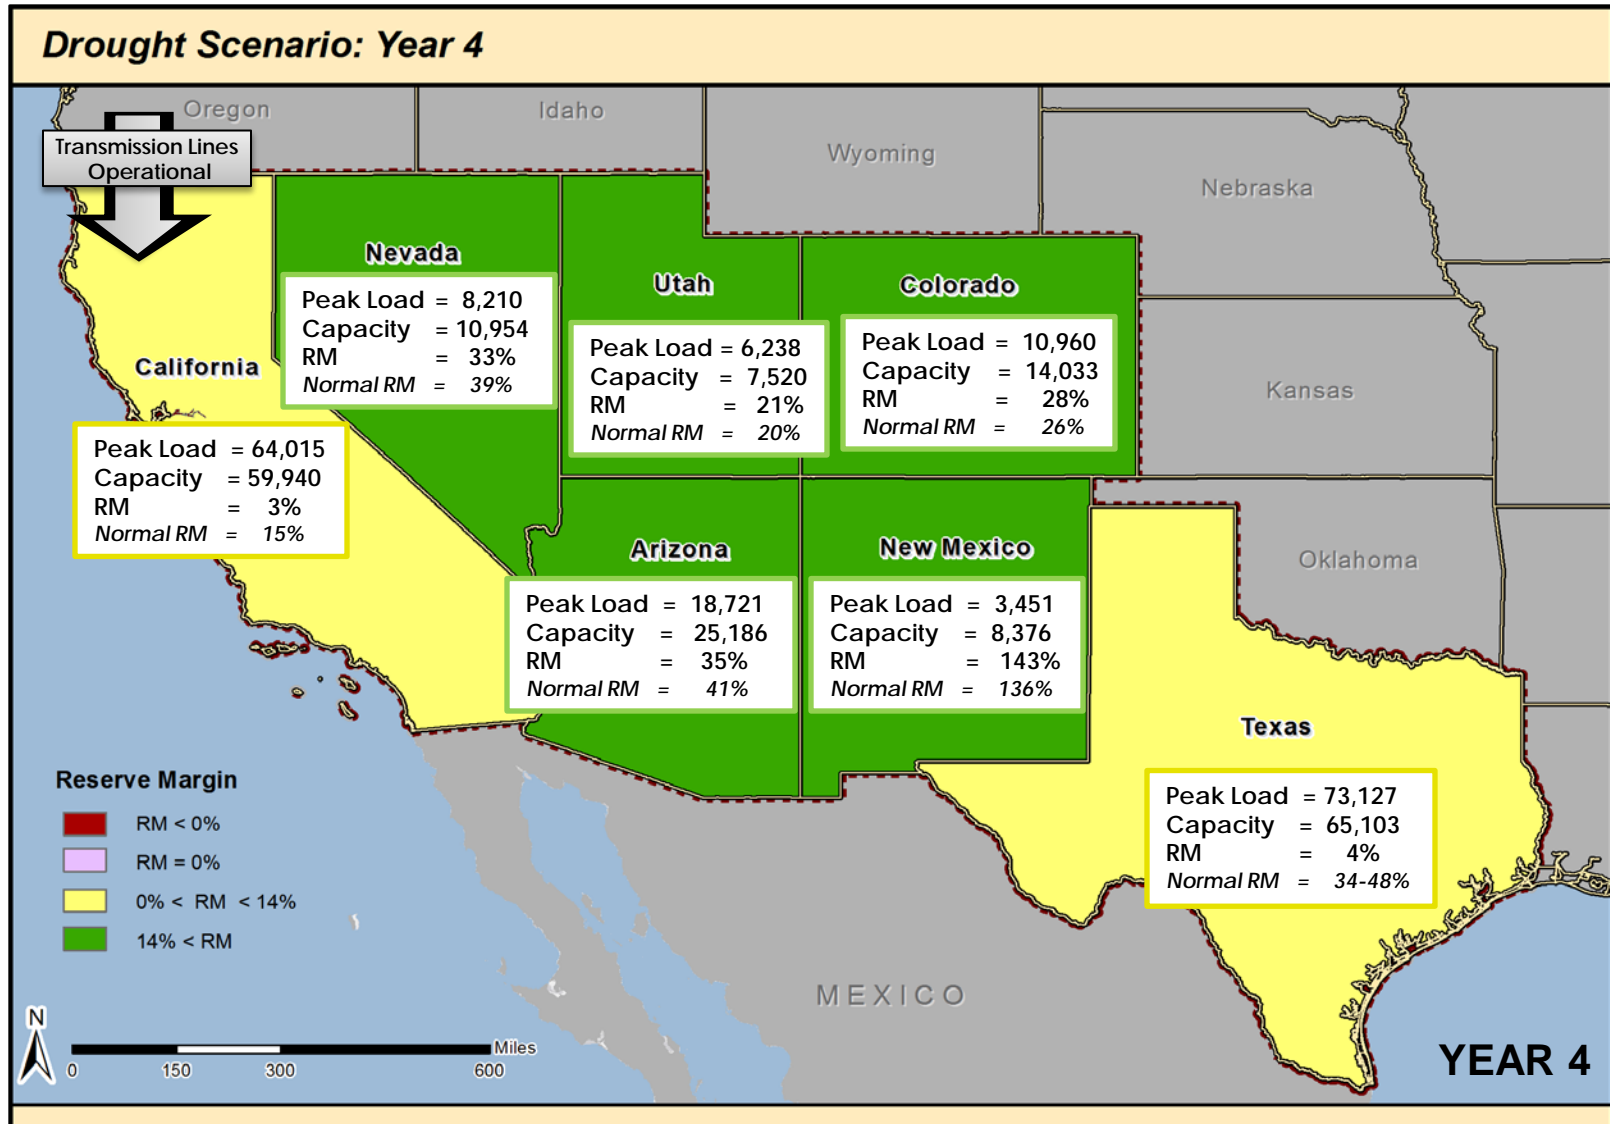 Drought Scenario: Year 4
Oregon
Idaho
Wyoming
Nebraska
Transmission Lines
Operational
Nevada
Peak Load = 8,210
Capacity = 10,954
RM = 33%
Normal RM = 39%
Utah
Peak Load = 6,238
Capacity = 7,520
RM = 21%
Normal RM = 20%
Colorado
Peak Load = 10,960
Capacity = 14,033
RM = 28%
Normal RM = 26%
Kansas
California
Peak Load = 64,015
Capacity = 59,940
RM = 3%
Normal RM = 15%
Arizona
Peak Load = 18,721
Capacity = 25,186
RM = 35%
Normal RM = 41%
New Mexico
Peak Load = 3,451
Capacity = 8,376
RM = 143%
Normal RM = 136%
Oklahoma
Texas
Peak Load = 73,127
Capacity = 65,103
RM = 4%
Normal RM = 34-48%
Reserve Margin
RM < 0%
RM = 0%
0% < RM < 14%
14% < RM
MEXICO
N
Miles
0 150 300 600
YEAR 4